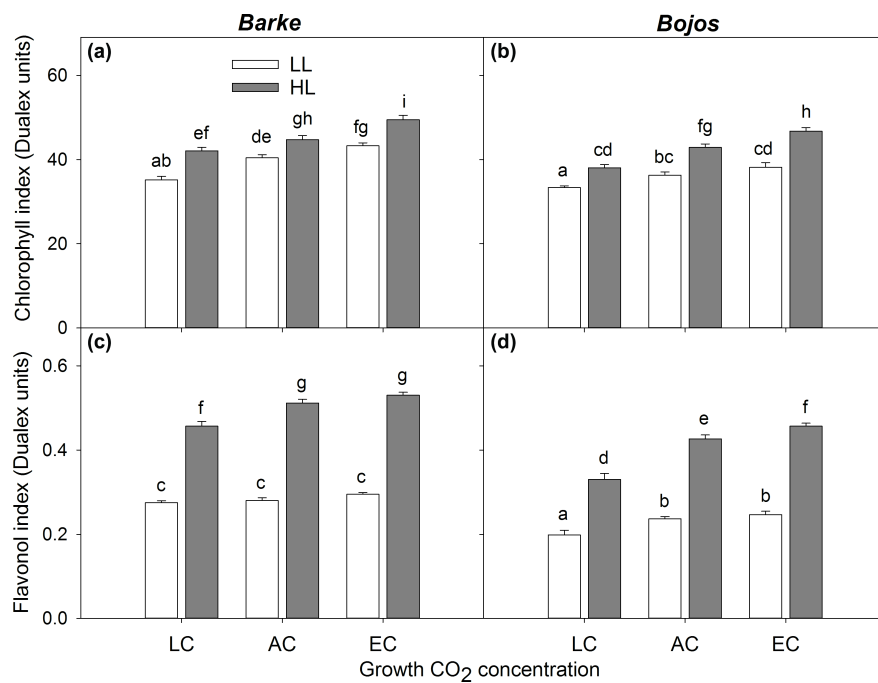 Barke Bojos
(a) (b)
LL
HL
Chlorophyll index (Dualex units)
60
40
20
0
ab ef de gh fg i
a cd bc fg cd h
(c) (d)
Flavonol index (Dualex units)
0.6
0.4
0.2
0.0
c f c g c g
a d b e b f
LC AC EC LC AC EC
Growth CO2 concentration